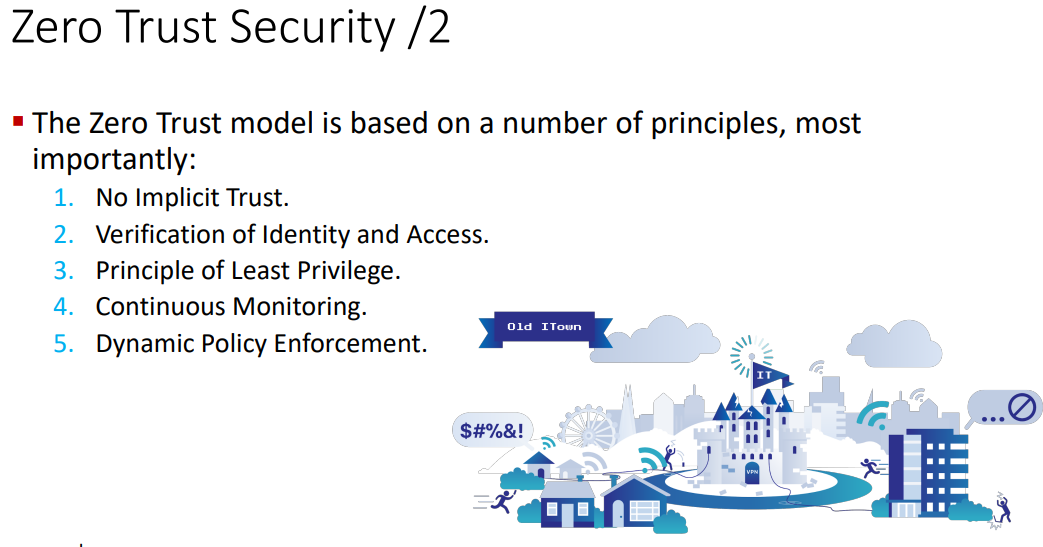 Zero Trust Security /2
▪ The Zero Trust model is based on a number of principles, most
importantly:
1. No Implicit Trust.
2. Verification of Identity and Access.
3. Principle of Least Privilege.
4. Continuous Monitoring.
5. Dynamic Policy Enforcement.
Old ITown
IT
$#%&!
...
VPN